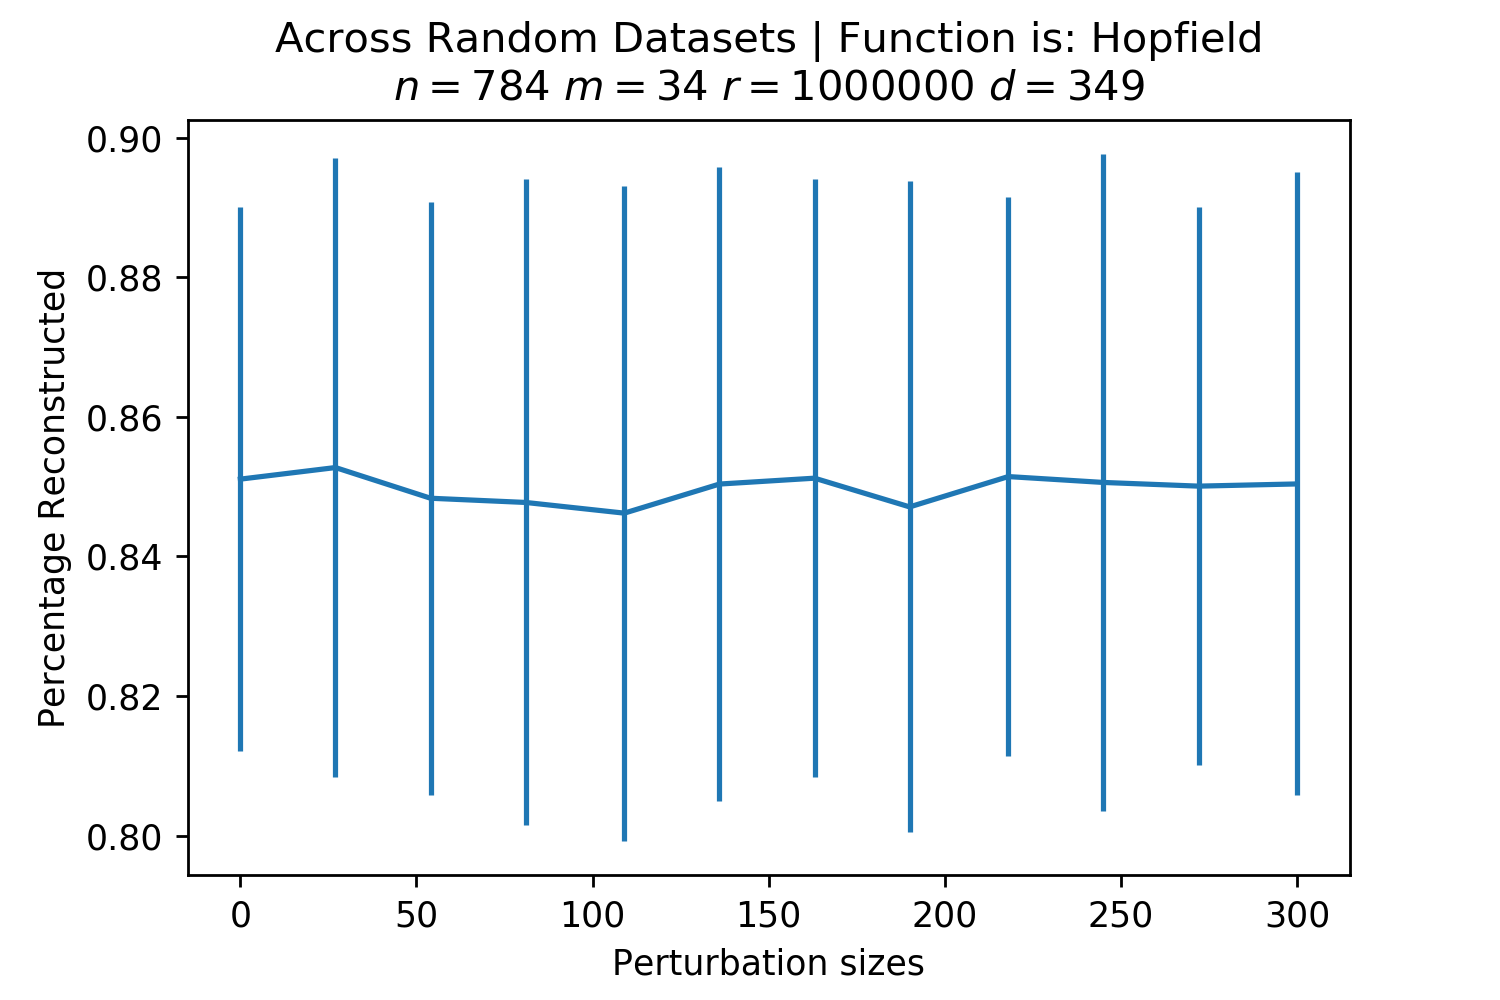 Across Random Datasets | Function is: Hopfield
n = 784 m = 34 r = 1000000 d = 349
0.90
0.88
0.86
0.84
0.82
0.80
Percentage Reconstructed
0 50 100 150 200 250 300
Perturbation sizes